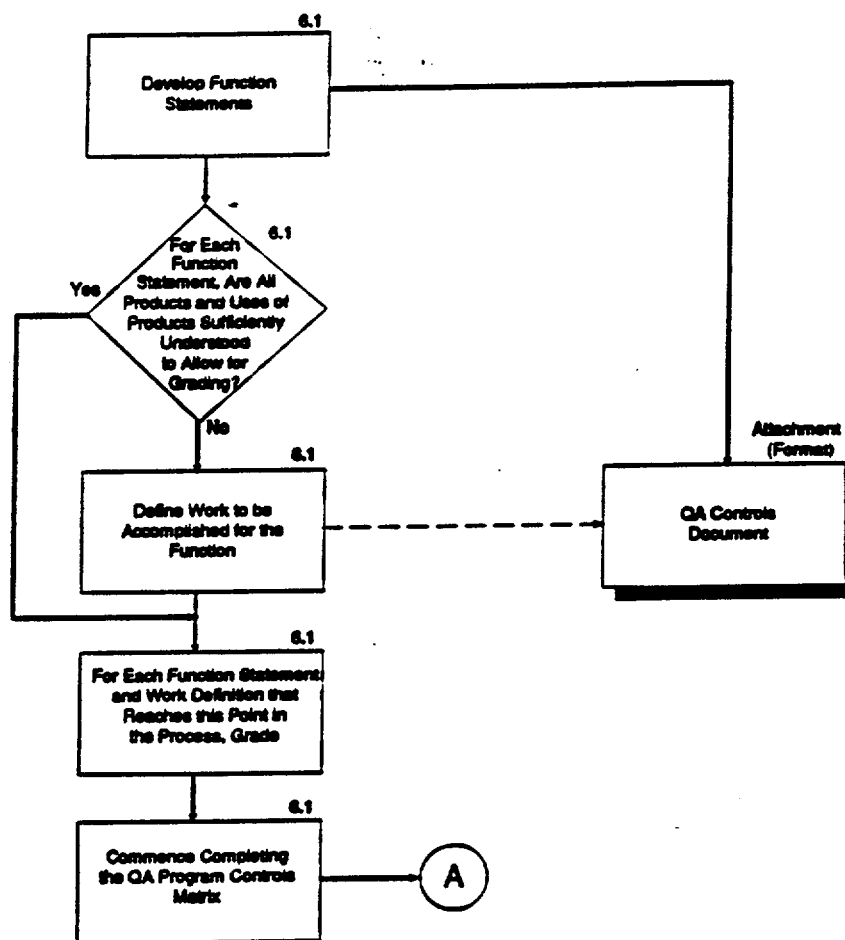 6.1
Develop Function
Statements
6.1
For Each
Function
Statement, Are All
Products and Uses of
Products Sufficiently
Understood
to Allow for
Grading?
Yes
No
6.1
Define Work to be
Accomplished for the
Function
Attachment
(Format)
QA Controls
Document
6.1
For Each Function Statement
and Work Definition that
Reaches this Point in
the Process, Grade
6.1
Commence Completing
the QA Program Controls
Matrix
A